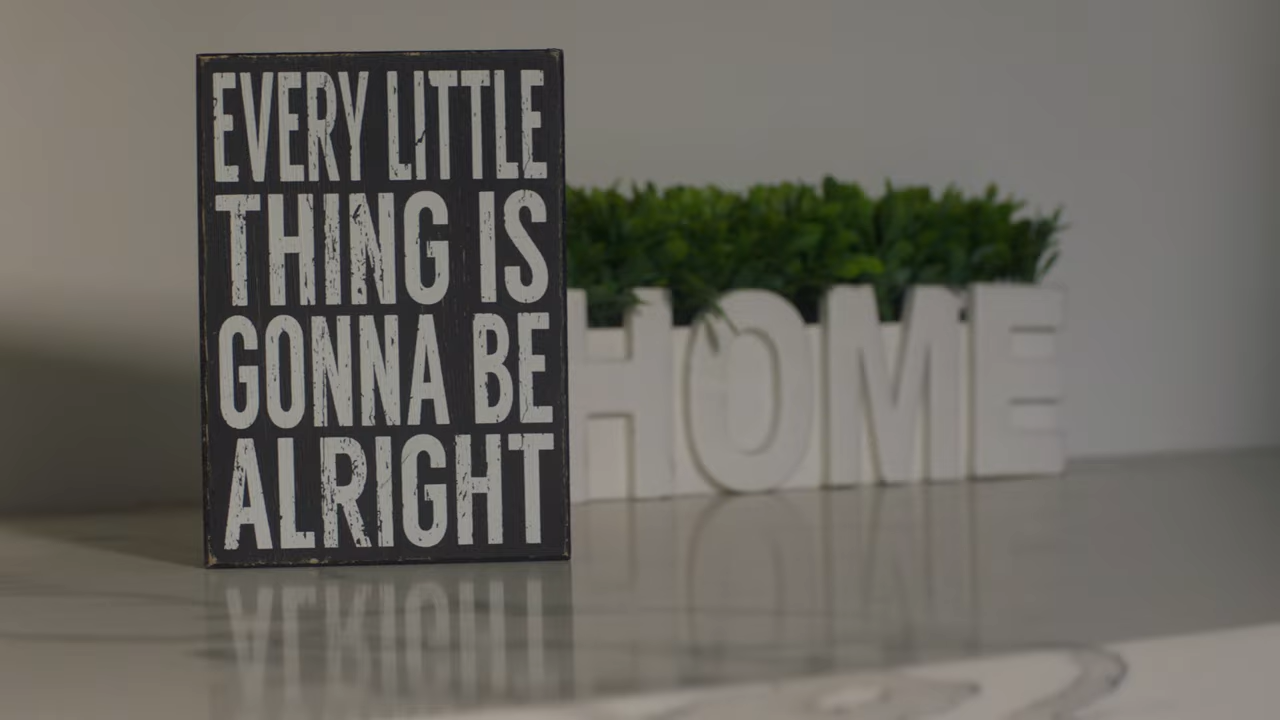 EVERY LITTLE
THING IS
GONNA BE
ALRIGHT
HOME